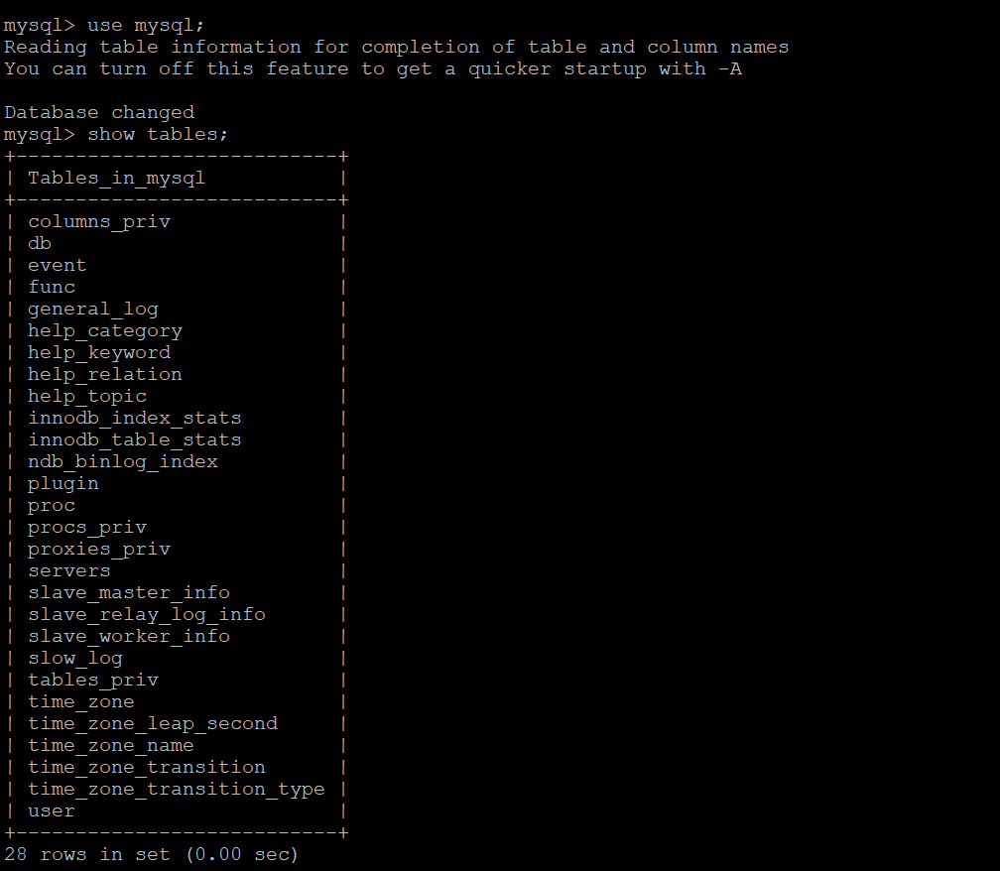 mysql> use mysql;
Reading table information for completion of table and column names
You can turn off this feature to get a quicker startup with -A
Database changed
mysql> show tables;
+---------------------------+
| Tables_in_mysql           |
+---------------------------+
| columns_priv              |
| db                        |
| event                     |
| func                      |
| general_log               |
| help_category             |
| help_keyword              |
| help_relation             |
| help_topic                |
| innodb_index_stats        |
| innodb_table_stats        |
| ndb_binlog_index          |
| plugin                    |
| proc                      |
| procs_priv                |
| proxies_priv              |
| servers                   |
| slave_master_info         |
| slave_relay_log_info      |
| slave_worker_info         |
| slow_log                  |
| tables_priv               |
| time_zone                 |
| time_zone_leap_second     |
| time_zone_name            |
| time_zone_transition      |
| time_zone_transition_type |
| user                      |
+---------------------------+
28 rows in set (0.00 sec)